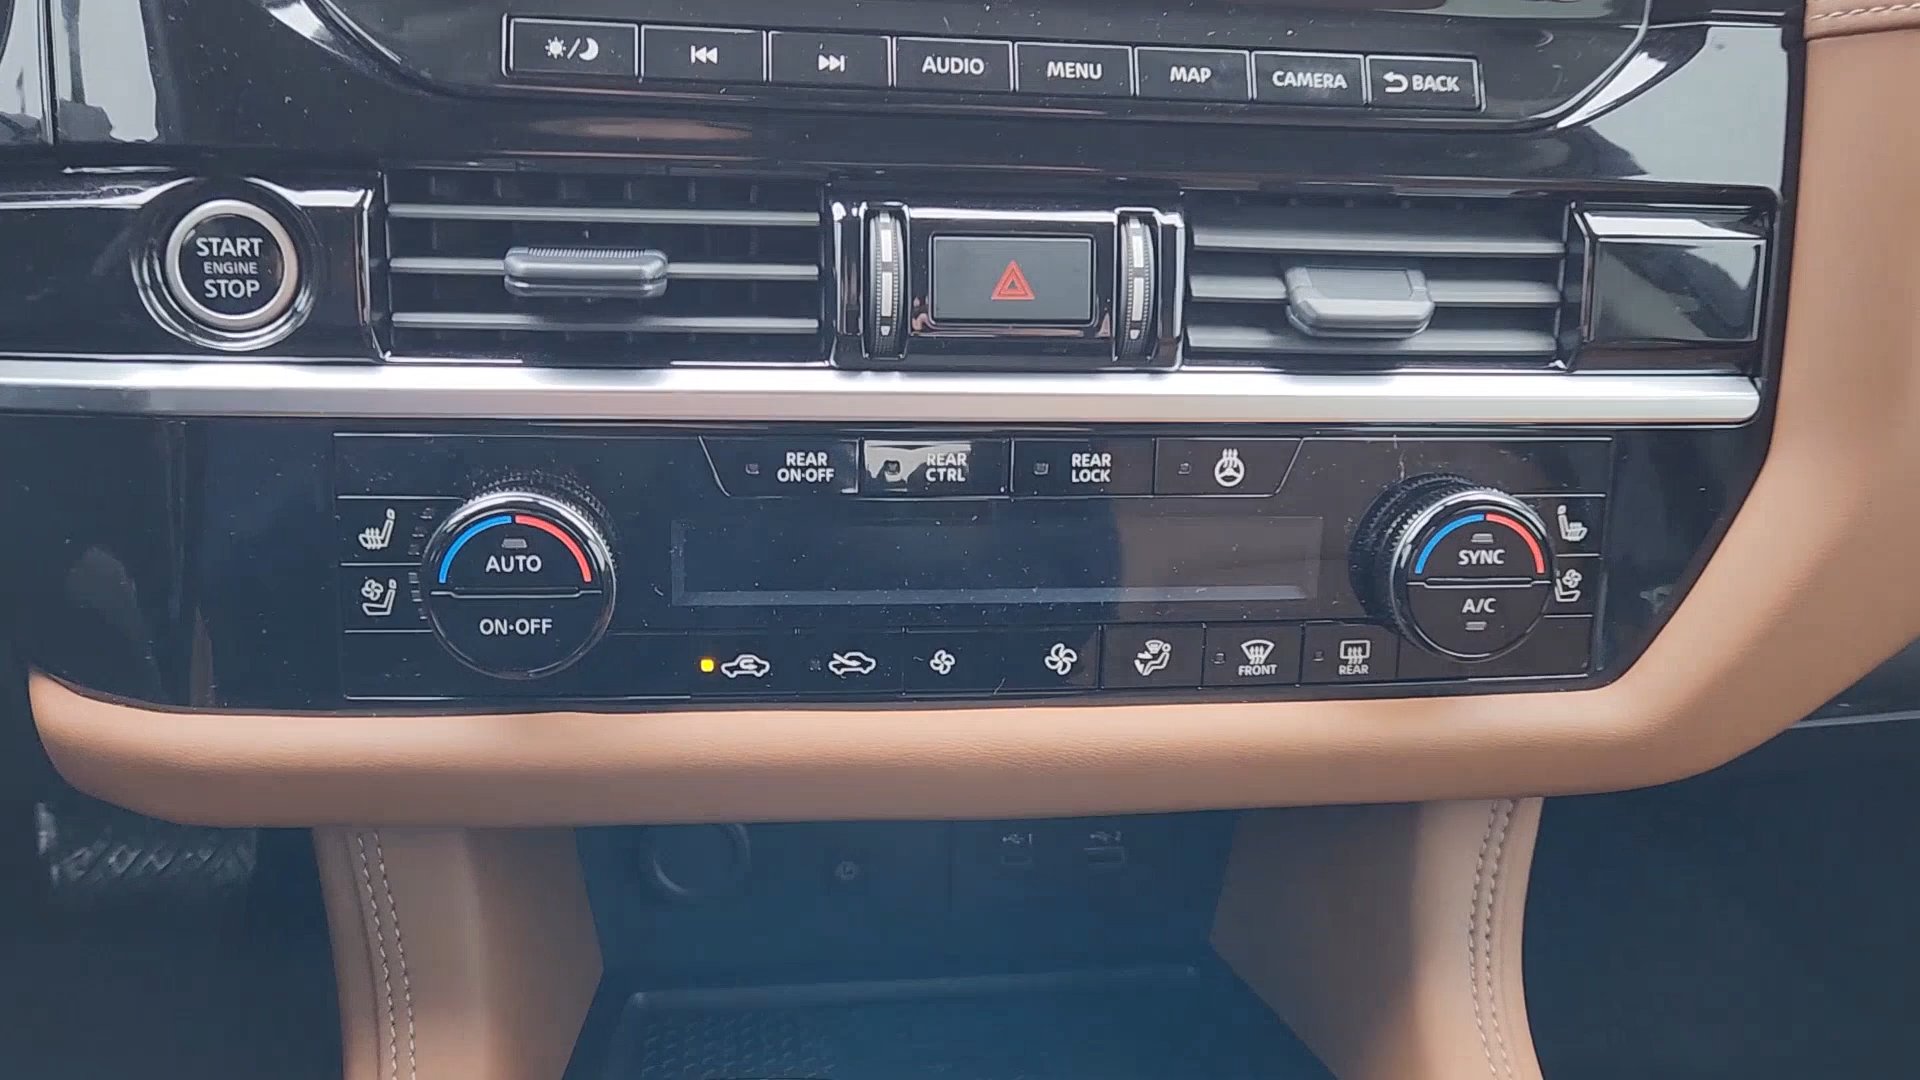 AUDIO
MENU
MAP
CAMERA
BACK
START
ENGINE
STOP
REAR
ON·OFF
REAR
CTRL
REAR
LOCK
AUTO
ON·OFF
SYNC
A/C
FRONT
REAR